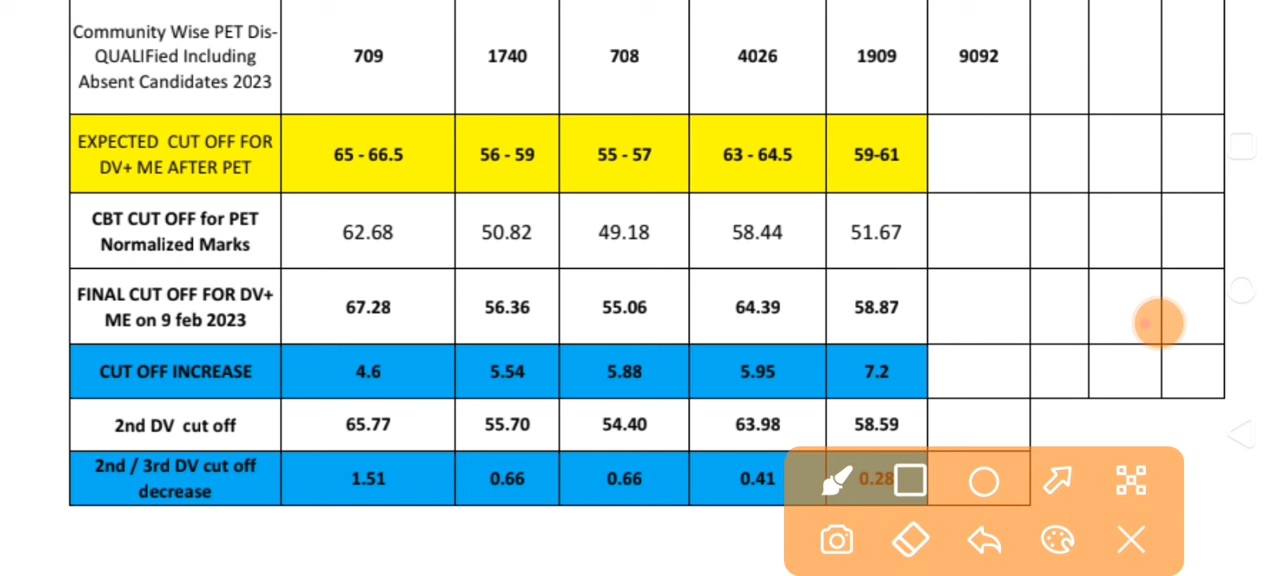 Community Wise PET Dis-
QUALIFied Including
Absent Candidates 2023
709 1740 708 4026 1909 9092
EXPECTED CUT OFF FOR
DV+ ME AFTER PET
65 - 66.5 56 - 59 55 - 57 63 - 64.5 59-61
CBT CUT OFF for PET
Normalized Marks
62.68 50.82 49.18 58.44 51.67
FINAL CUT OFF FOR DV+
ME on 9 feb 2023
67.28 56.36 55.06 64.39 58.87
CUT OFF INCREASE 4.6 5.54 5.88 5.95 7.2
2nd DV cut off 65.77 55.70 54.40 63.98 58.59
2nd / 3rd DV cut off
decrease
1.51 0.66 0.66 0.41 0.28